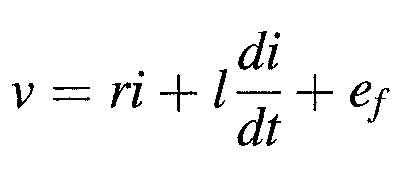 v = ri + l di/dt + e_f